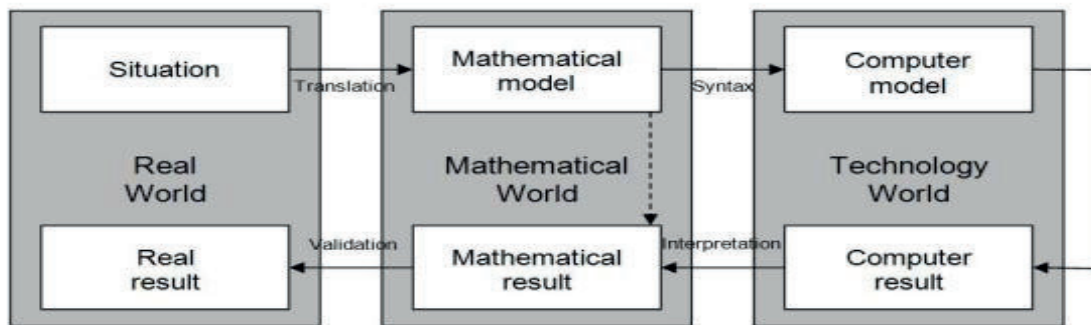 Situation
Translation
Mathematical
model
Syntax
Computer
model
Real
World
Mathematical
World
Technology
World
Real
result
Validation
Mathematical
result
Interpretation
Computer
result